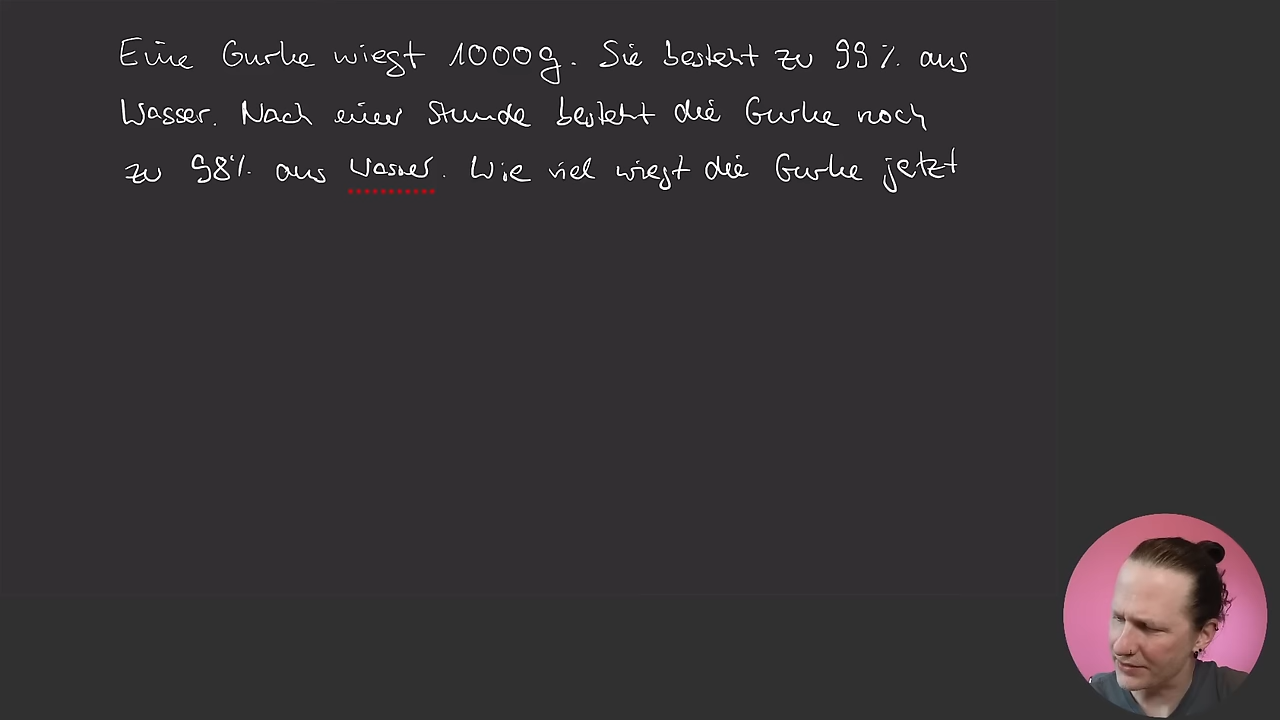 Eine Gurke wiegt 1000g. Sie besteht zu 99% aus
Wasser. Nach einer Stunde besteht die Gurke noch
zu 98% aus Wasser. Wie viel wiegt die Gurke jetzt